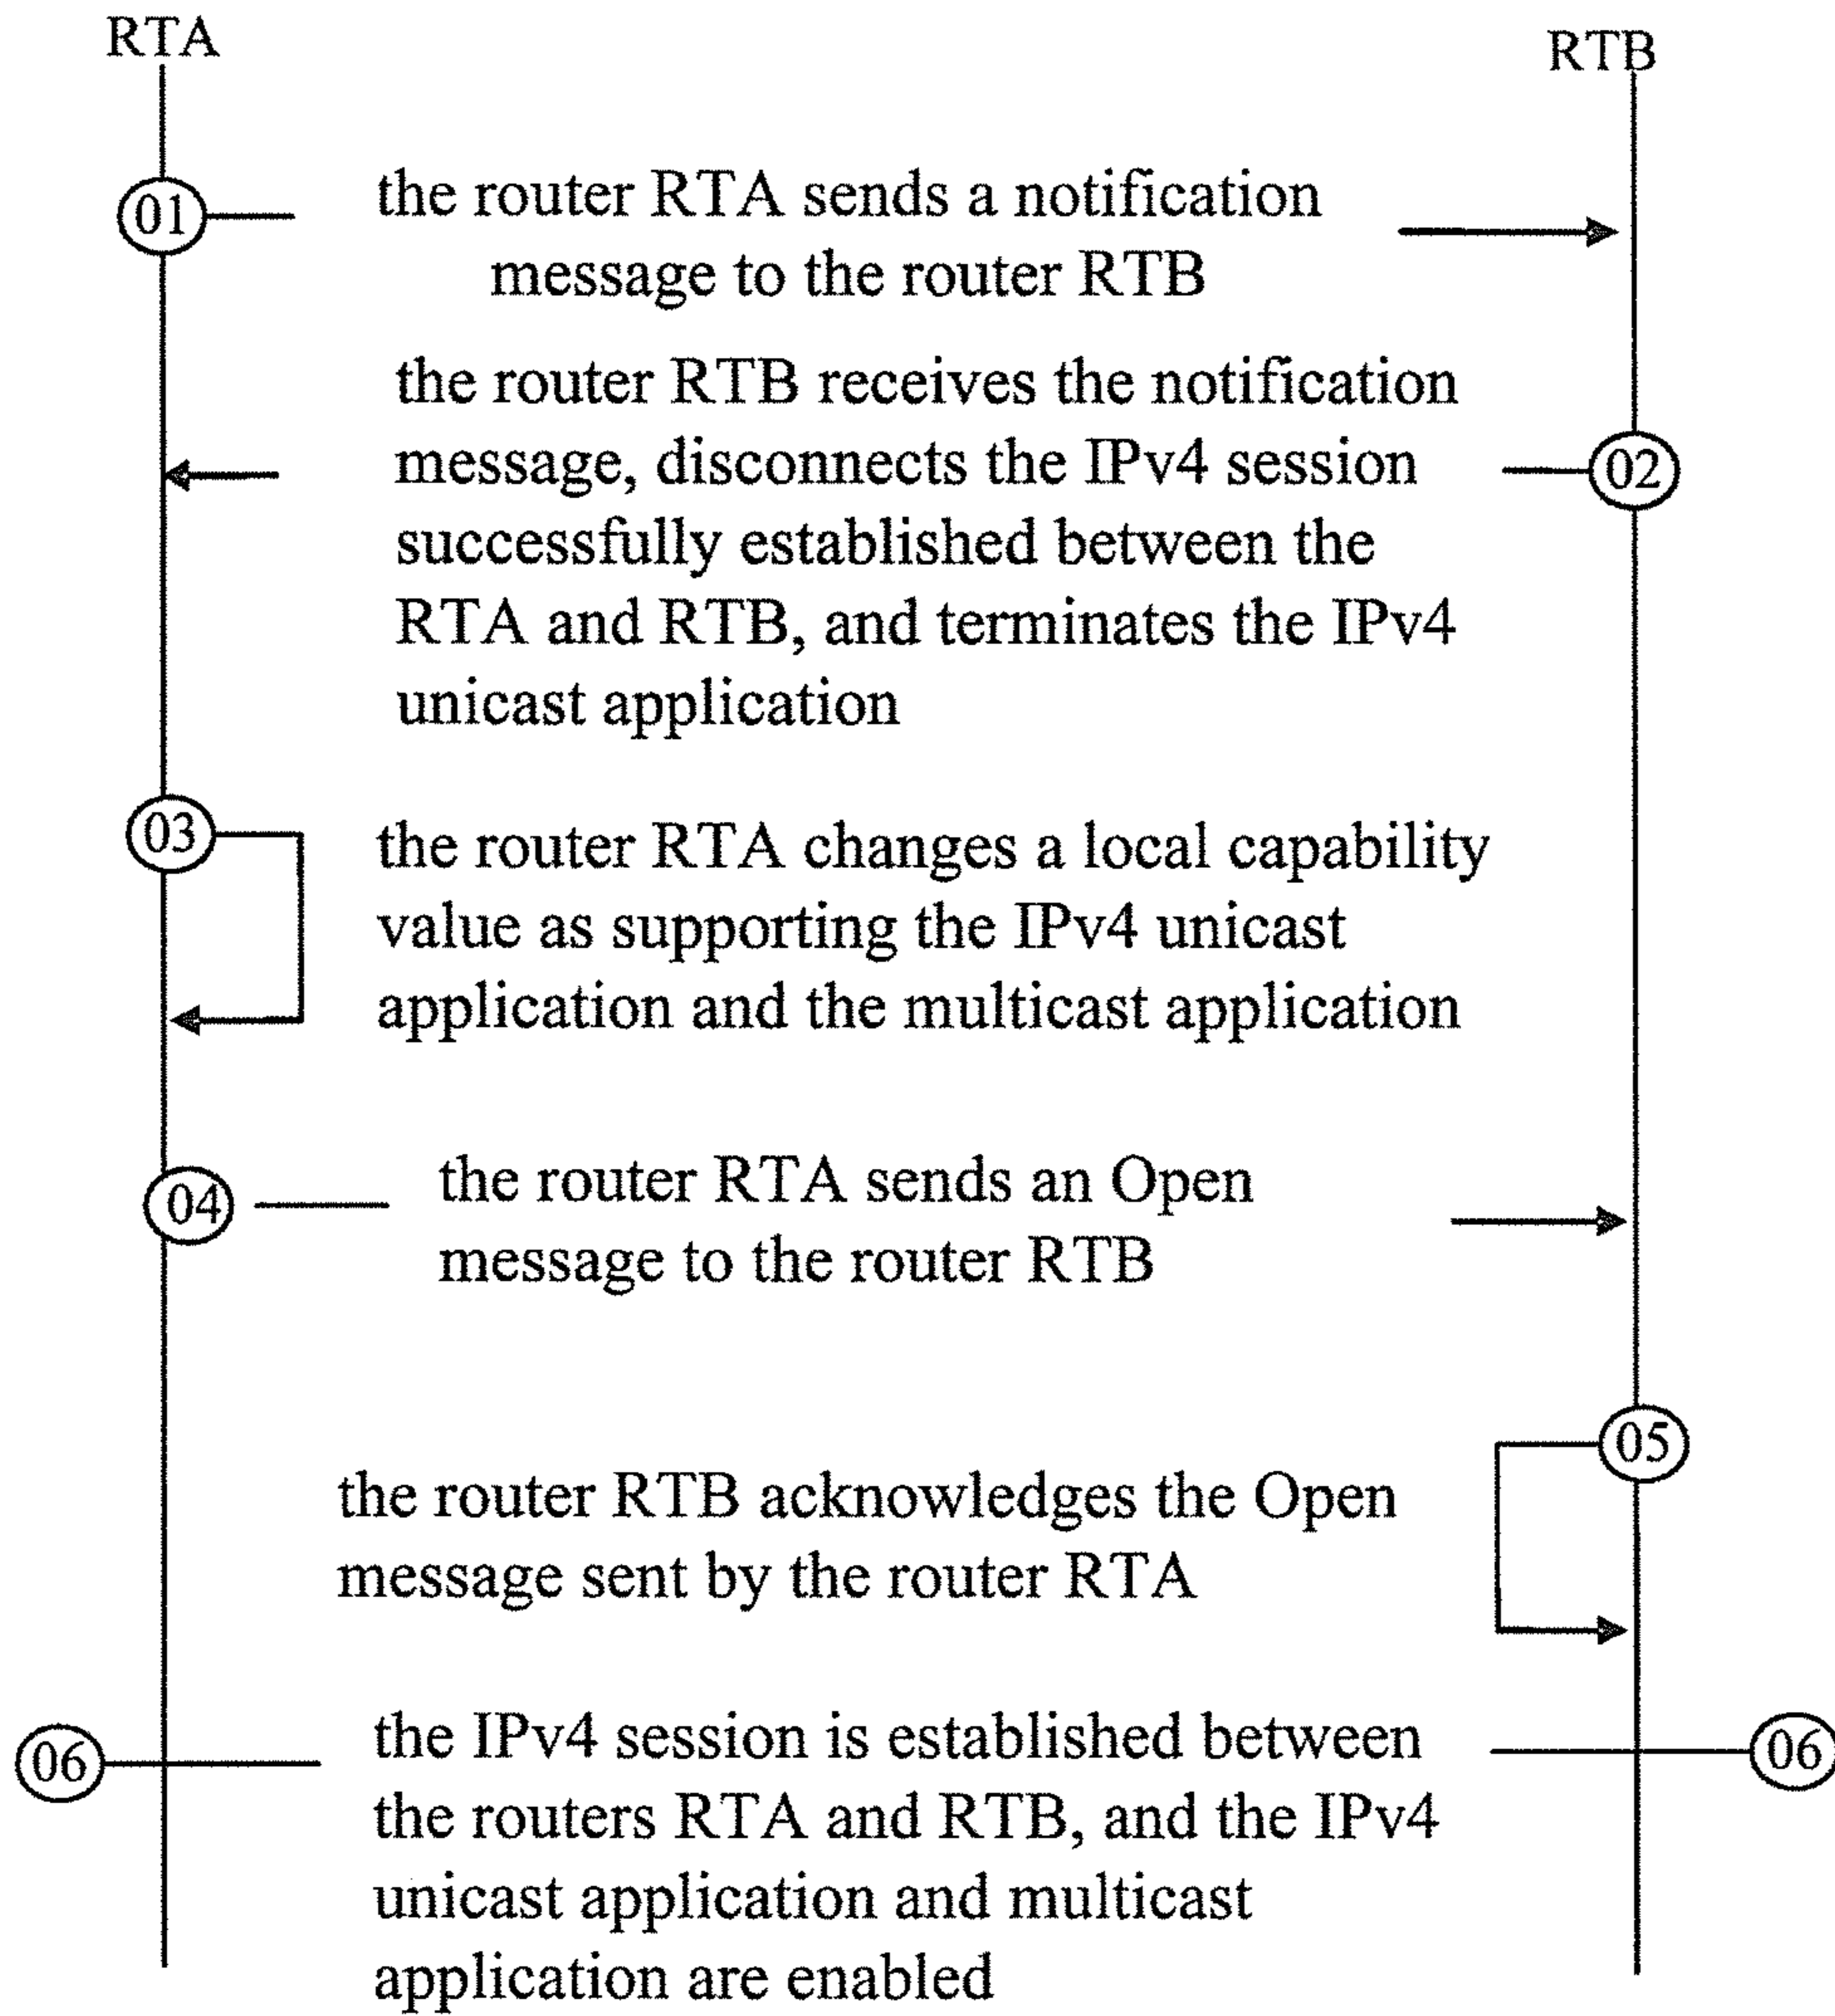 RTA
RTB
01
the router RTA sends a notification
message to the router RTB
the router RTB receives the notification
message, disconnects the IPv4 session
successfully established between the
RTA and RTB, and terminates the IPv4
unicast application
02
03
the router RTA changes a local capability
value as supporting the IPv4 unicast
application and the multicast application
04
the router RTA sends an Open
message to the router RTB
05
the router RTB acknowledges the Open
message sent by the router RTA
06
the IPv4 session is established between
the routers RTA and RTB, and the IPv4
unicast application and multicast
application are enabled
06